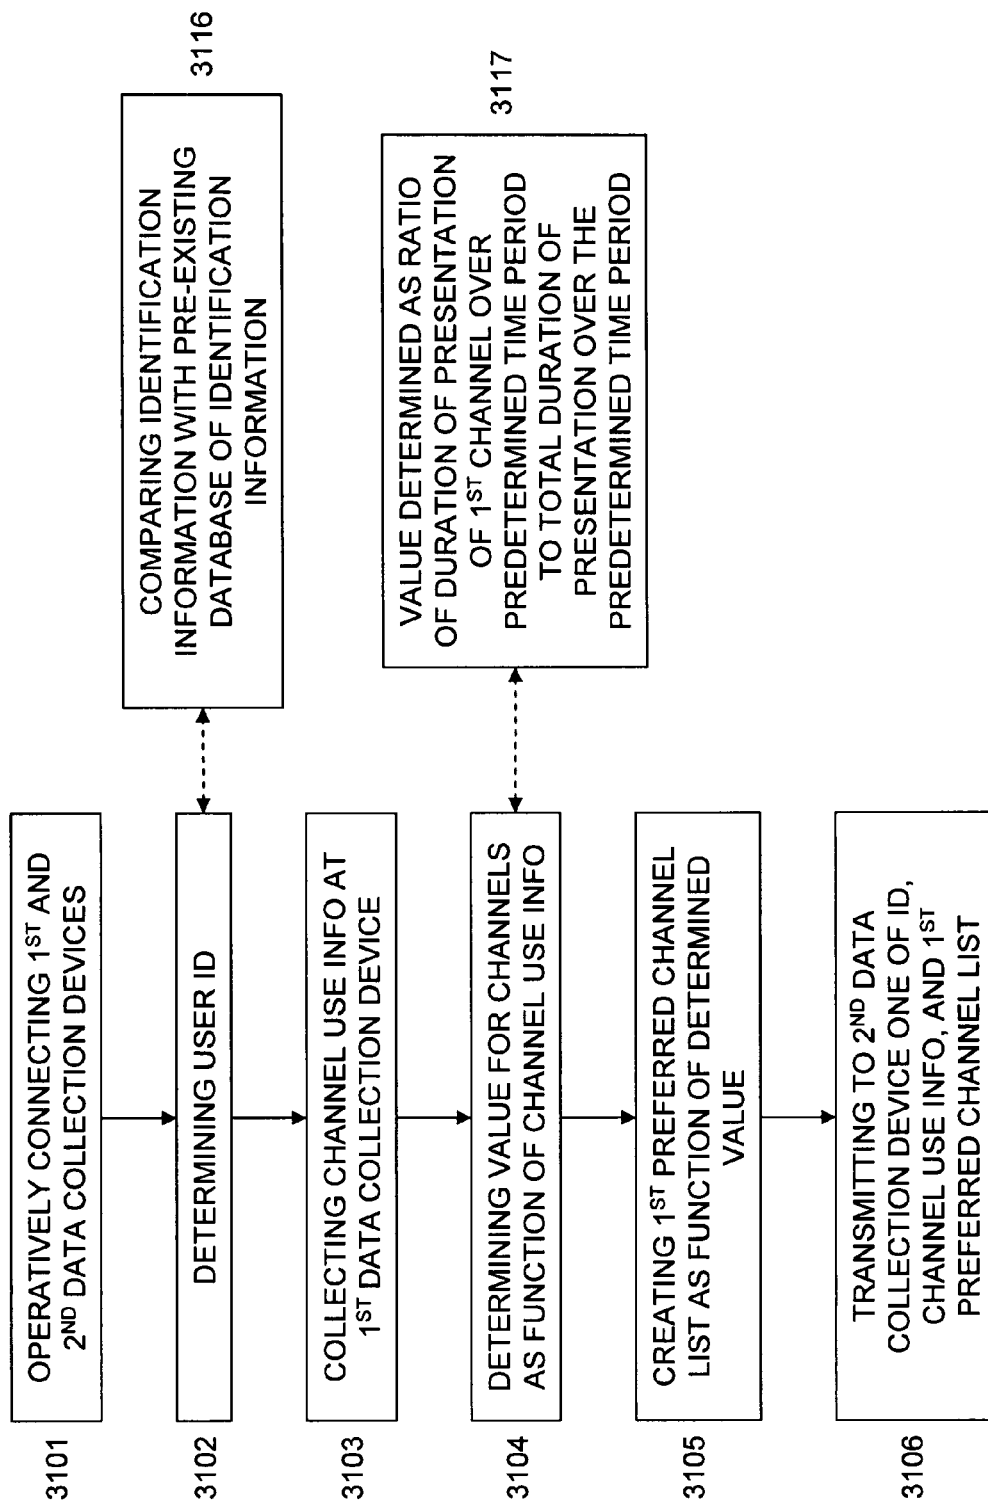 3101
OPERATIVELY CONNECTING 1ST AND
2ND DATA COLLECTION DEVICES
3102
DETERMINING USER ID
3116
COMPARING IDENTIFICATION
INFORMATION WITH PRE-EXISTING
DATABASE OF IDENTIFICATION
INFORMATION
3103
COLLECTING CHANNEL USE INFO AT
1ST DATA COLLECTION DEVICE
3104
DETERMINING VALUE FOR CHANNELS
AS FUNCTION OF CHANNEL USE INFO
3117
VALUE DETERMINED AS RATIO
OF DURATION OF PRESENTATION
OF 1ST CHANNEL OVER
PREDETERMINED TIME PERIOD
TO TOTAL DURATION OF
PRESENTATION OVER THE
PREDETERMINED TIME PERIOD
3105
CREATING 1ST PREFERRED CHANNEL
LIST AS FUNCTION OF DETERMINED
VALUE
3106
TRANSMITTING TO 2ND DATA
COLLECTION DEVICE ONE OF ID,
CHANNEL USE INFO, AND 1ST
PREFERRED CHANNEL LIST